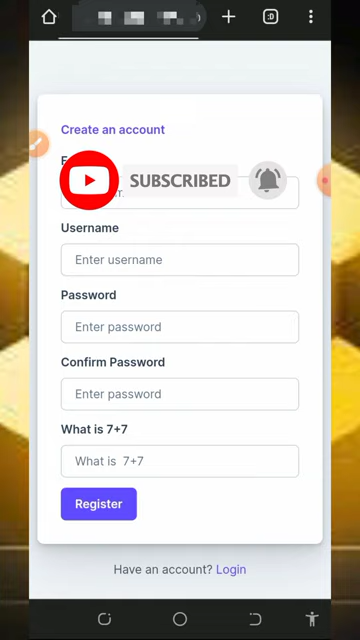 :D
Create an account
SUBSCRIBED
Username
Enter username
Password
Enter password
Confirm Password
Enter password
What is 7+7
What is 7+7
Register
Have an account? Login